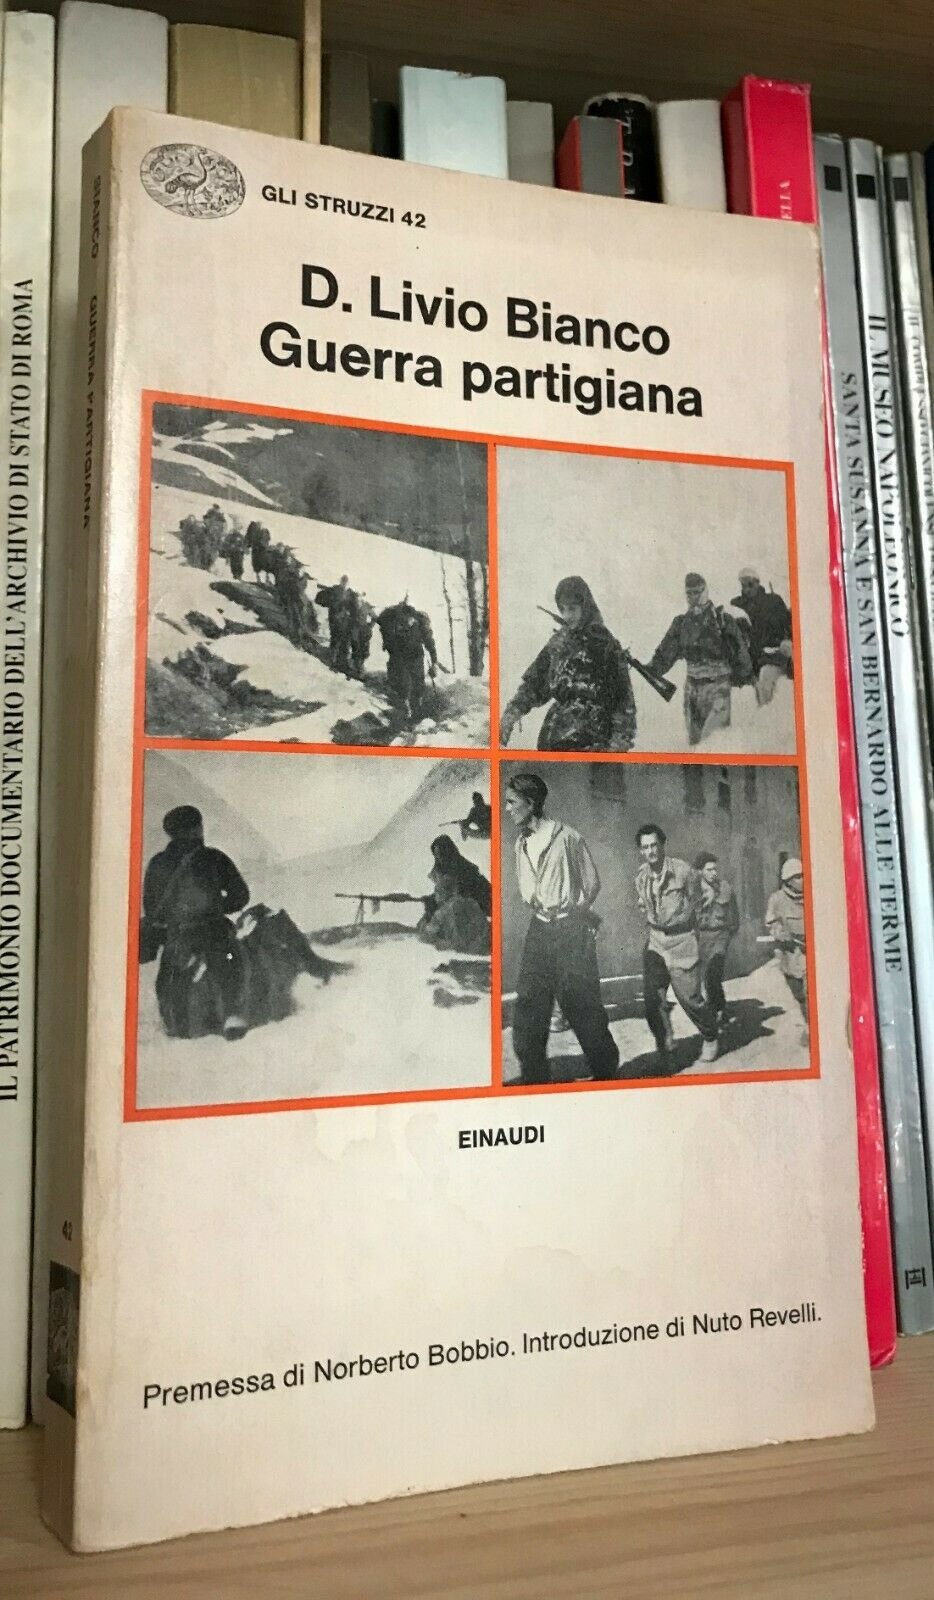 GLI STRUZZI 42
D. Livio Bianco
Guerra partigiana
EINAUDI
Premessa di Norberto Bobbio. Introduzione di Nuto Revelli.
BIANCO GUERRA PARTIGIANA
42
IL PATRIMONIO DOCUMENTARIO DELL'ARCHIVIO DI STATO DI ROMA
SANTA SUSANNA E SAN BERNARDO ALLE TERME
IL MUSEO NAPOLEONICO